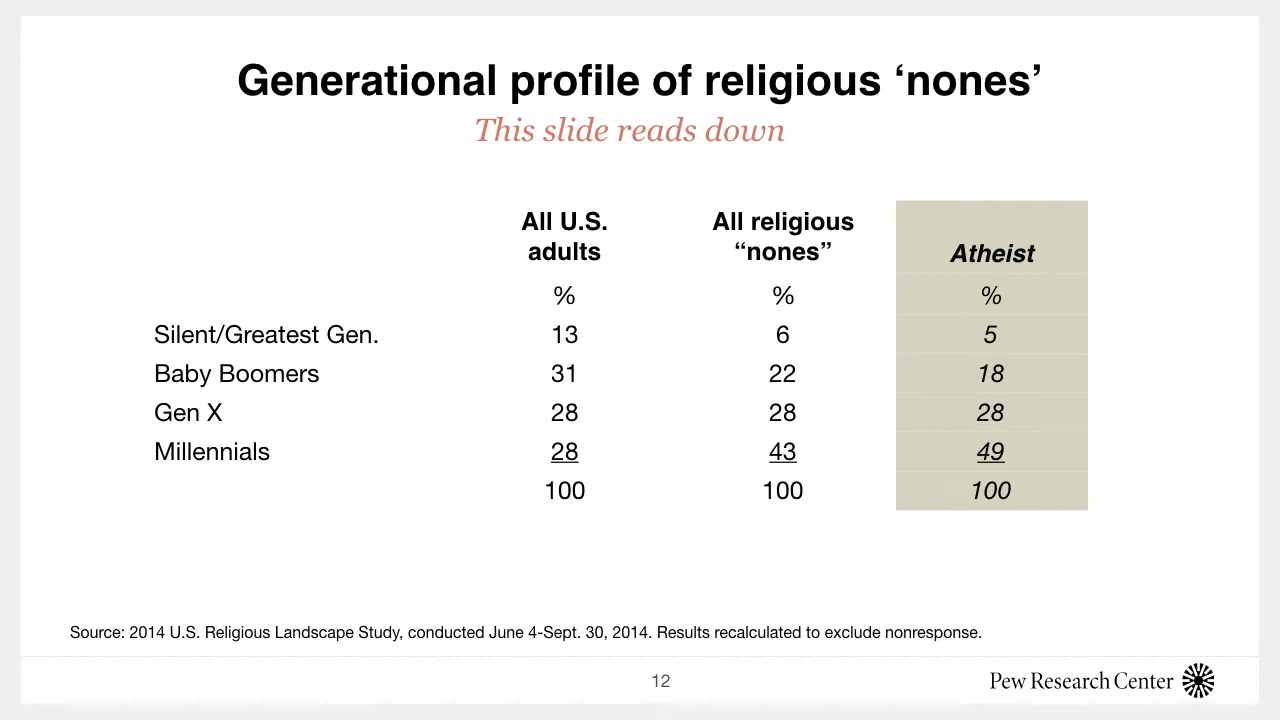 Generational profile of religious ‘nones’
This slide reads down
All U.S. adults
All religious “nones”
Atheist
% % %
Silent/Greatest Gen. 13 6 5
Baby Boomers 31 22 18
Gen X 28 28 28
Millennials 28 43 49
100 100 100
Source: 2014 U.S. Religious Landscape Study, conducted June 4-Sept. 30, 2014. Results recalculated to exclude nonresponse.
12
Pew Research Center